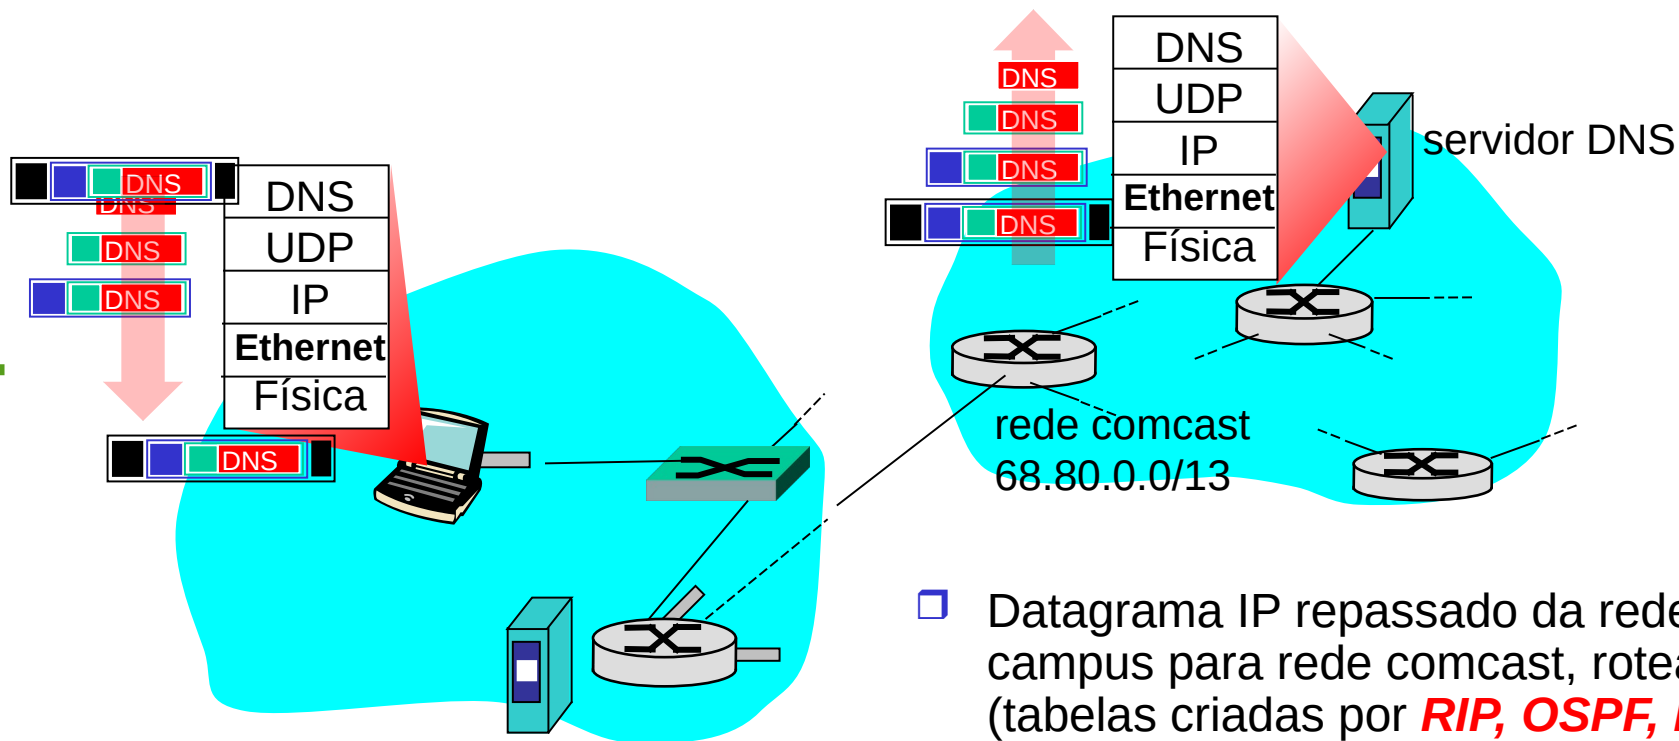 DNS
DNS
DNS
DNS
DNS
DNS
UDP
IP
Ethernet
Física
DNS
DNS
DNS
DNS
DNS
UDP
IP
Ethernet
Física
servidor DNS
rede comcast
68.80.0.0/13
Datagrama IP repassado da rede
campus para rede comcast,
(tabelas criadas por RIP, OSPF,